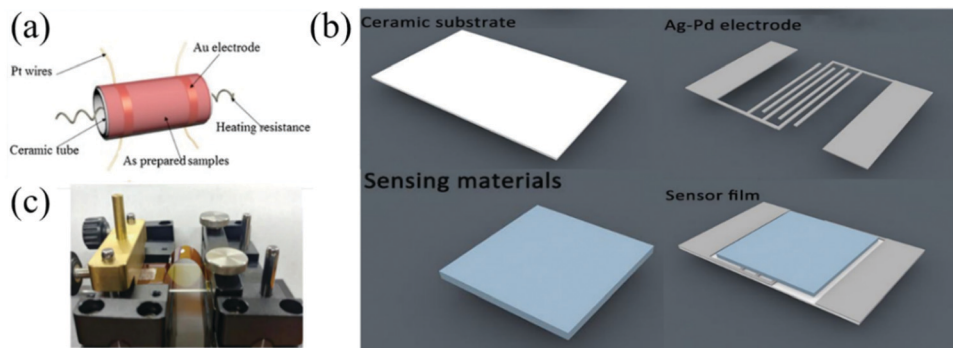 (a)
Au electrode
Pt wires
Heating resistance
Ceramic tube
As prepared samples
(b)
Ceramic substrate
Ag-Pd electrode
Sensing materials
Sensor film
(c)